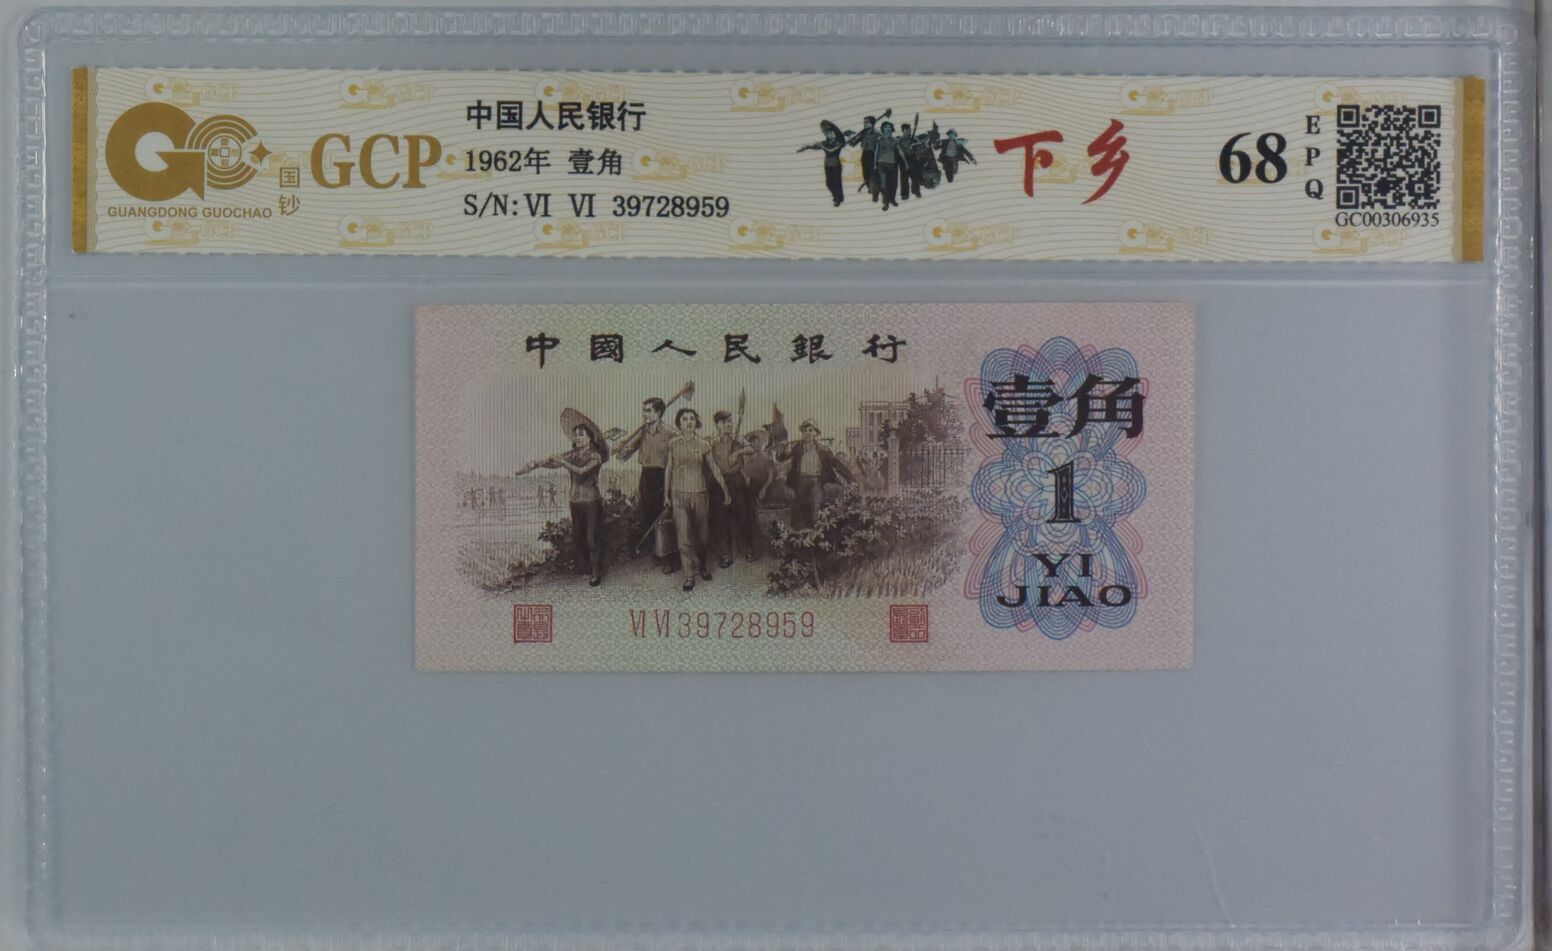 GUANGDONG GUOCHAO
国钞
GCP
中国人民银行
1962年 壹角
S/N:VI VI 39728959
下乡
68
EPQ
GC00306935
中國人民銀行
壹角
1
YI
JIAO
VI VI 39728959